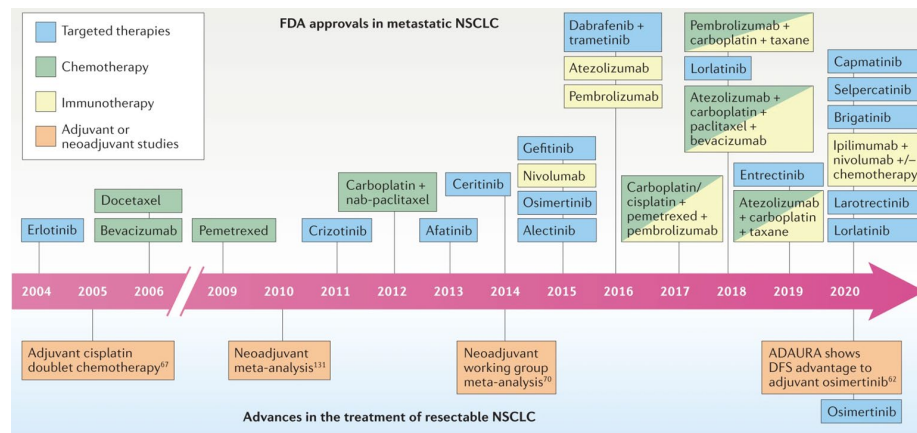 FDA approvals in metastatic NSCLC
Targeted therapies
Chemotherapy
Immunotherapy
Adjuvant or
neoadjuvant studies
Erlotinib
Docetaxel
Bevacizumab
Pemetrexed
Crizotinib
Carboplatin +
nab-paclitaxel
Afatinib
Ceritinib
Gefitinib
Nivolumab
Osimertinib
Alectinib
Dabrafenib +
trametinib
Atezolizumab
Pembrolizumab
Carboplatin/
cisplatin +
pemetrexed +
pembrolizumab
Pembrolizumab +
carboplatin + taxane
Lorlatinib
Atezolizumab +
carboplatin +
paclitaxel +
bevacizumab
Entrectinib
Atezolizumab
+ carboplatin
+ taxane
Capmatinib
Selpercatinib
Brigatinib
Ipilimumab +
nivolumab +/−
chemotherapy
Larotrectinib
Lorlatinib
2004 2005 2006 2009 2010 2011 2012 2013 2014 2015 2016 2017 2018 2019 2020
Adjuvant cisplatin
doublet chemotherapy67
Neoadjuvant
meta-analysis131
Neoadjuvant
working group
meta-analysis70
ADAURA shows
DFS advantage to
adjuvant osimertinib62
Osimertinib
Advances in the treatment of resectable NSCLC